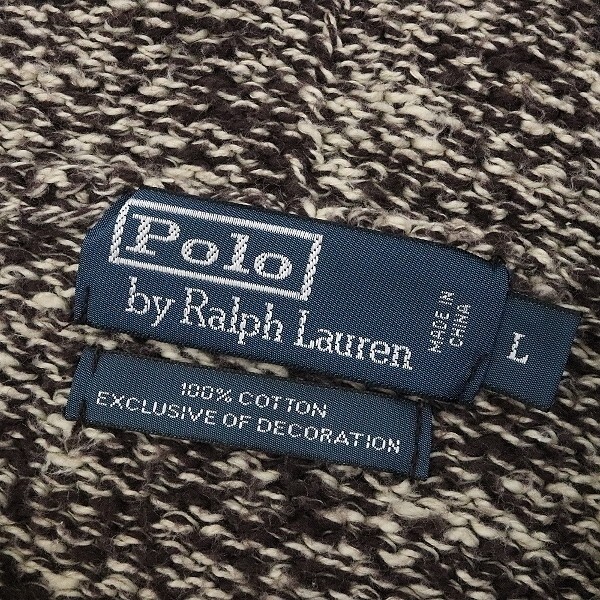 Polo
by Ralph Lauren
MADE IN
CHINA
L
100% COTTON
EXCLUSIVE OF DECORATION